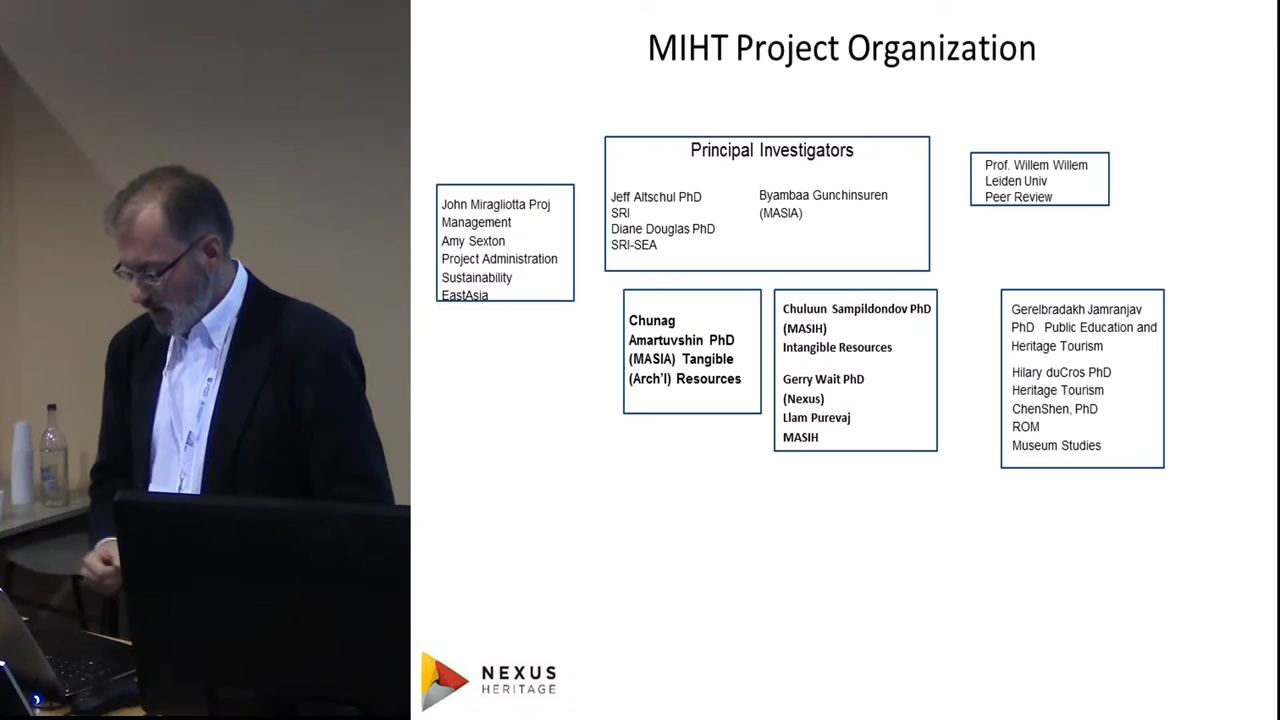 MIHT Project Organization
Principal Investigators
Jeff Altschul PhD
SRI
Diane Douglas PhD
SRI-SEA
Byambaa Gunchinsuren
(MASIA)
Prof. Willem Willem
Leiden Univ
Peer Review
John Miragliotta Proj
Management
Amy Sexton
Project Administration
Sustainability
EastAsia
Chunag
Amartuvshin PhD
(MASIA) Tangible
(Arch'l) Resources
Chuluun Sampildondov PhD
(MASIH)
Intangible Resources
Gerry Wait PhD
(Nexus)
Llam Purevaj
MASIH
Gerelbradakh Jamranjav
PhD Public Education and
Heritage Tourism
Hilary duCros PhD
Heritage Tourism
ChenShen, PhD
ROM
Museum Studies
NEXUS
HERITAGE